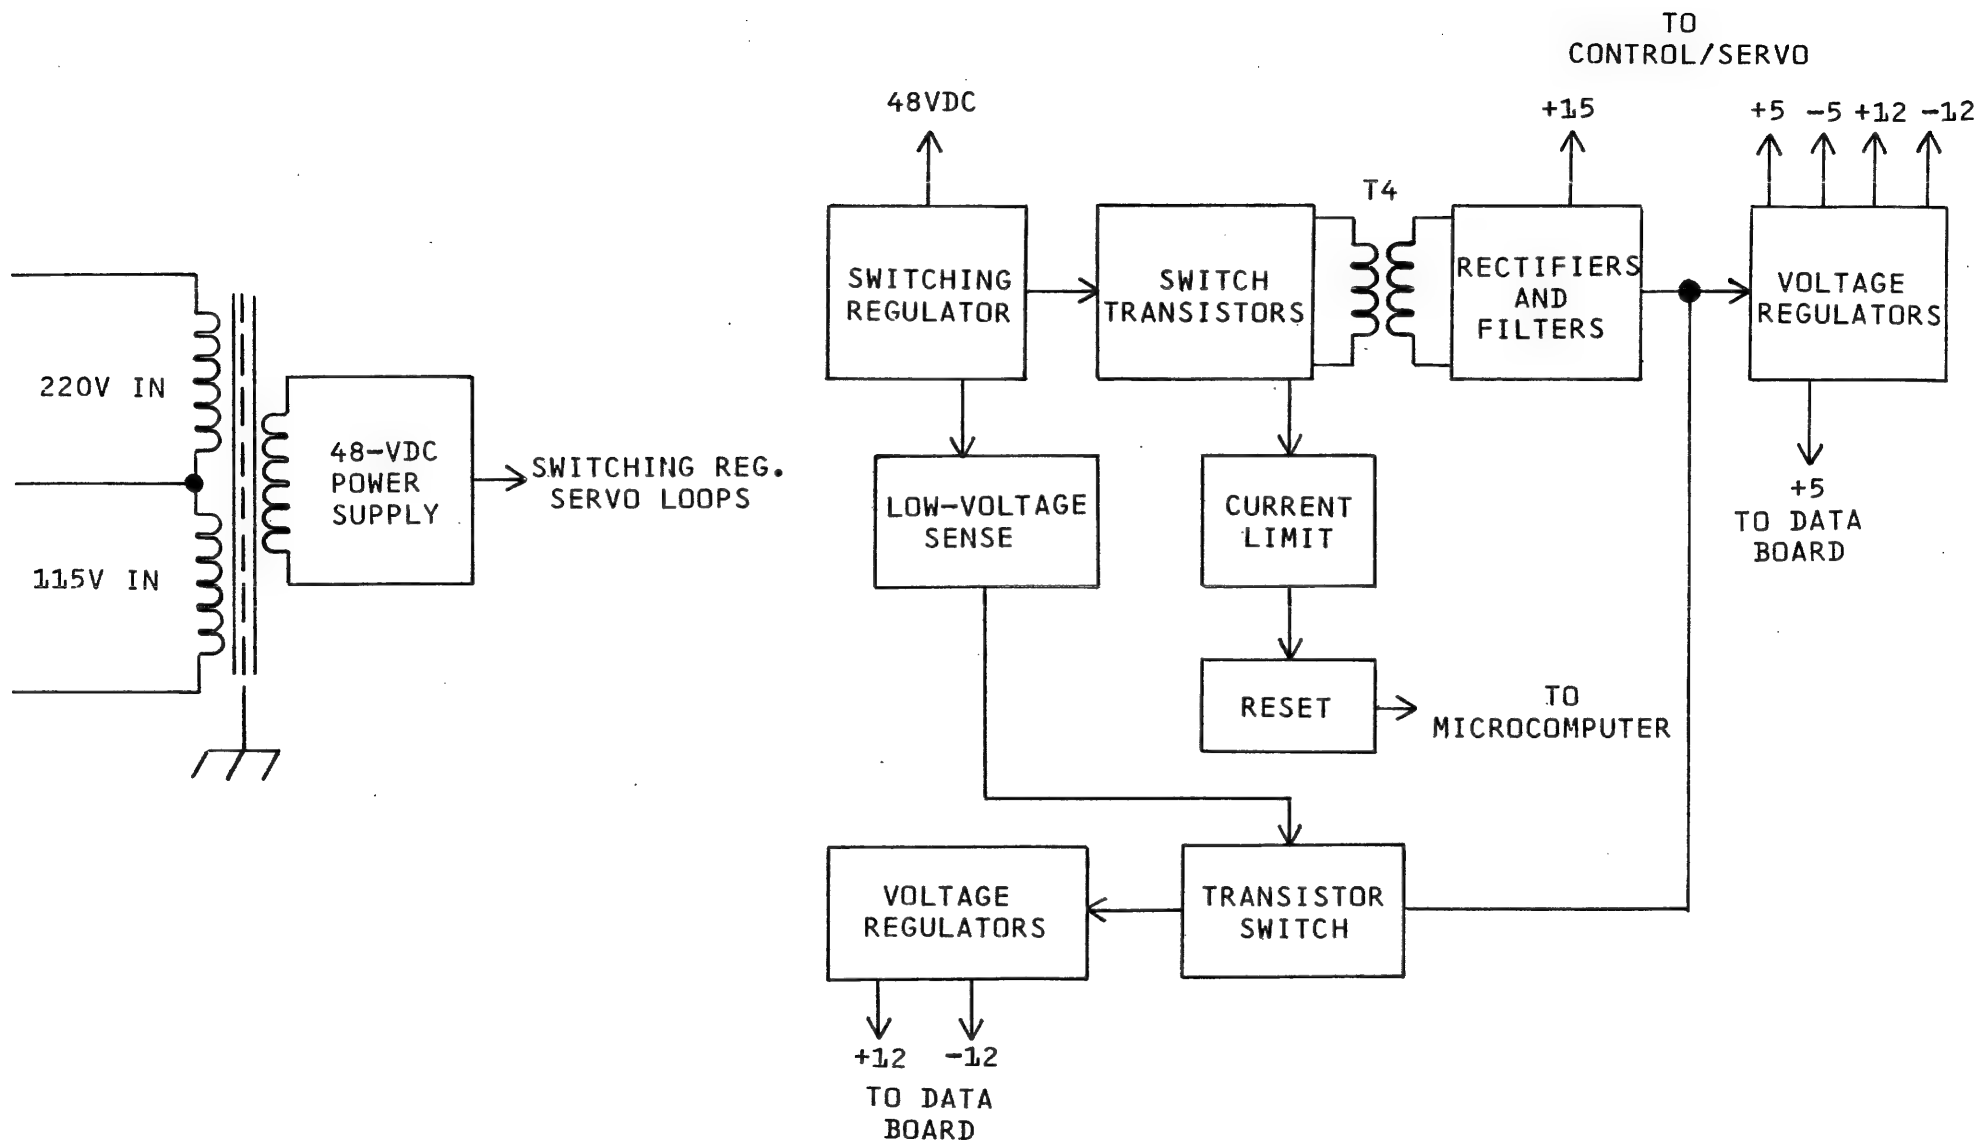 TO
CONTROL/SERVO
48VDC
+15
+5 -5 +12 -12
T4
SWITCHING
REGULATOR
SWITCH
TRANSISTORS
RECTIFIERS
AND
FILTERS
VOLTAGE
REGULATORS
220V IN
48-VDC
POWER
SUPPLY
SWITCHING REG.
SERVO LOOPS
115V IN
LOW-VOLTAGE
SENSE
CURRENT
LIMIT
+5
TO DATA
BOARD
RESET
TO
MICROCOMPUTER
VOLTAGE
REGULATORS
TRANSISTOR
SWITCH
+12 -12
TO DATA
BOARD